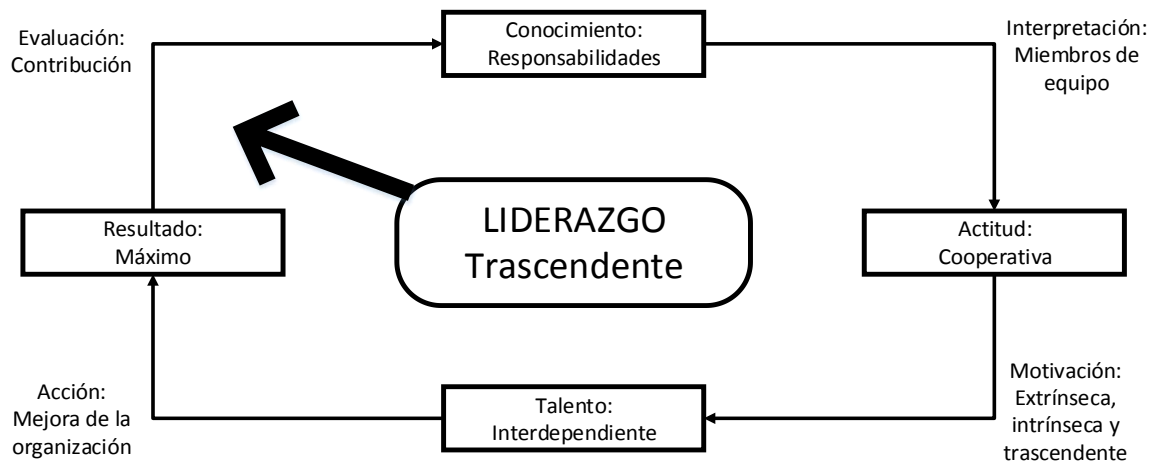 Evaluación:
Contribución
Conocimiento:
Responsabilidades
Interpretación:
Miembros de
equipo
LIDERAZGO
Trascendente
Resultado:
Máximo
Actitud:
Cooperativa
Acción:
Mejora de la
organización
Talento:
Interdependiente
Motivación:
Extrínseca,
intrínseca y
trascendente